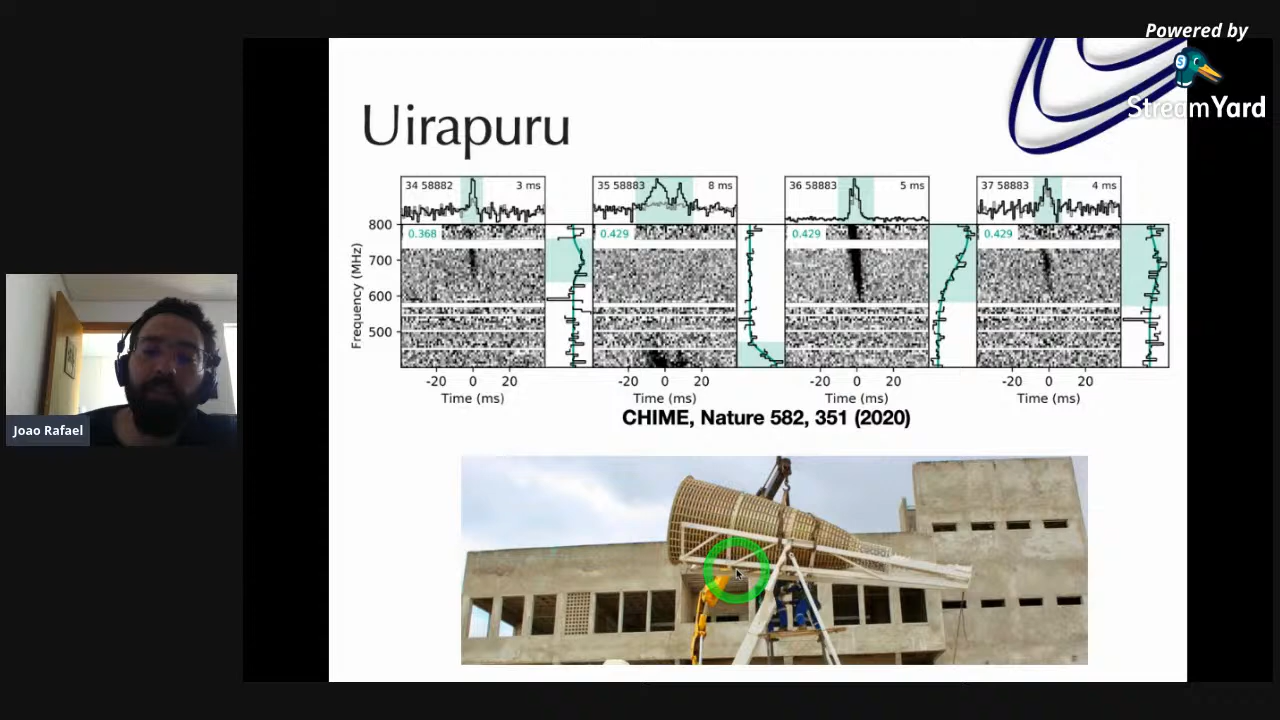 Powered by
StreamYard
Uirapuru
34 58882 3 ms
35 58883 8 ms
36 58883 5 ms
37 58883 4 ms
0.368
0.429
0.429
0.429
Frequency (MHz)
800
700
600
500
-20 0 20
-20 0 20
-20 0 20
-20 0 20
Time (ms)
Time (ms)
Time (ms)
Time (ms)
CHIME, Nature 582, 351 (2020)
Joao Rafael